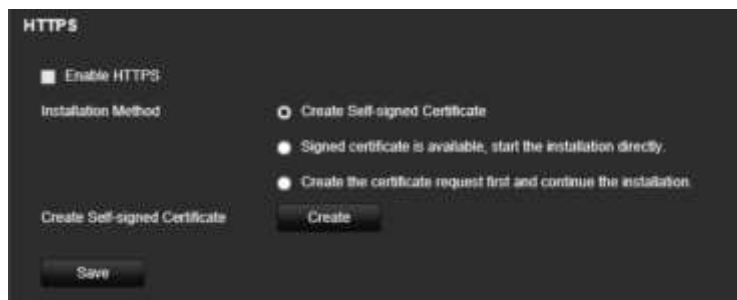 HTTPS
Enable HTTPS
Installation Method
Create Self-signed Certificate
Signed certificate is available, start the installation directly.
Create the certificate request first and continue the installation.
Create Self-signed Certificate
Create
Save